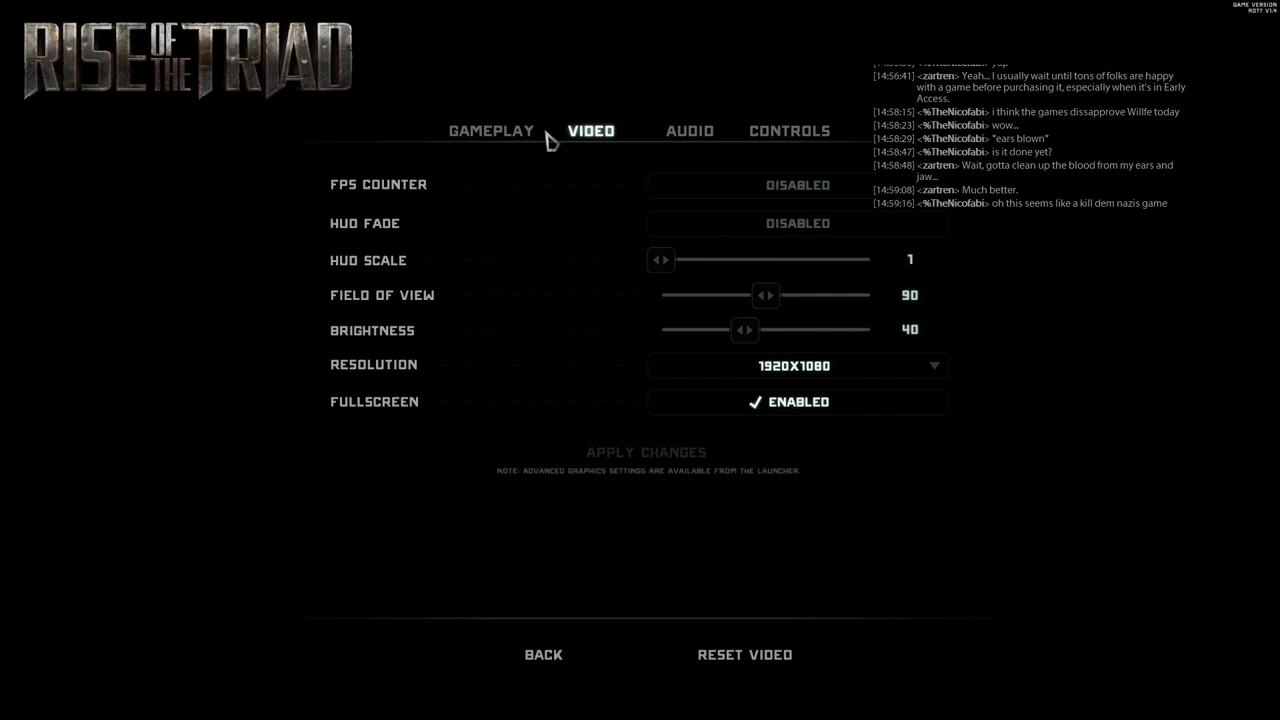 RISE OF THE TRIAD
GAME VERSION
ROTT V1.4
[14:56:41] <zartren> Yeah... I usually wait until tons of folks are happy
with a game before purchasing it, especially when it's in Early
Access.
[14:58:15] <%TheNicofabi> i think the games dissapprove Willfe today
[14:58:23] <%TheNicofabi> wow...
[14:58:29] <%TheNicofabi> *ears blown*
[14:58:47] <%TheNicofabi> is it done yet?
[14:58:48] <zartren> Wait, gotta clean up the blood from my ears and
jaw...
[14:59:08] <zartren> Much better.
[14:59:16] <%TheNicofabi> oh this seems like a kill dem nazis game
GAMEPLAY VIDEO AUDIO CONTROLS
FPS COUNTER DISABLED
HUD FADE DISABLED
HUD SCALE 1
FIELD OF VIEW 90
BRIGHTNESS 40
RESOLUTION 1920X1080
FULLSCREEN ENABLED
APPLY CHANGES
NOTE: ADVANCED GRAPHICS SETTINGS ARE AVAILABLE FROM THE LAUNCHER.
BACK RESET VIDEO